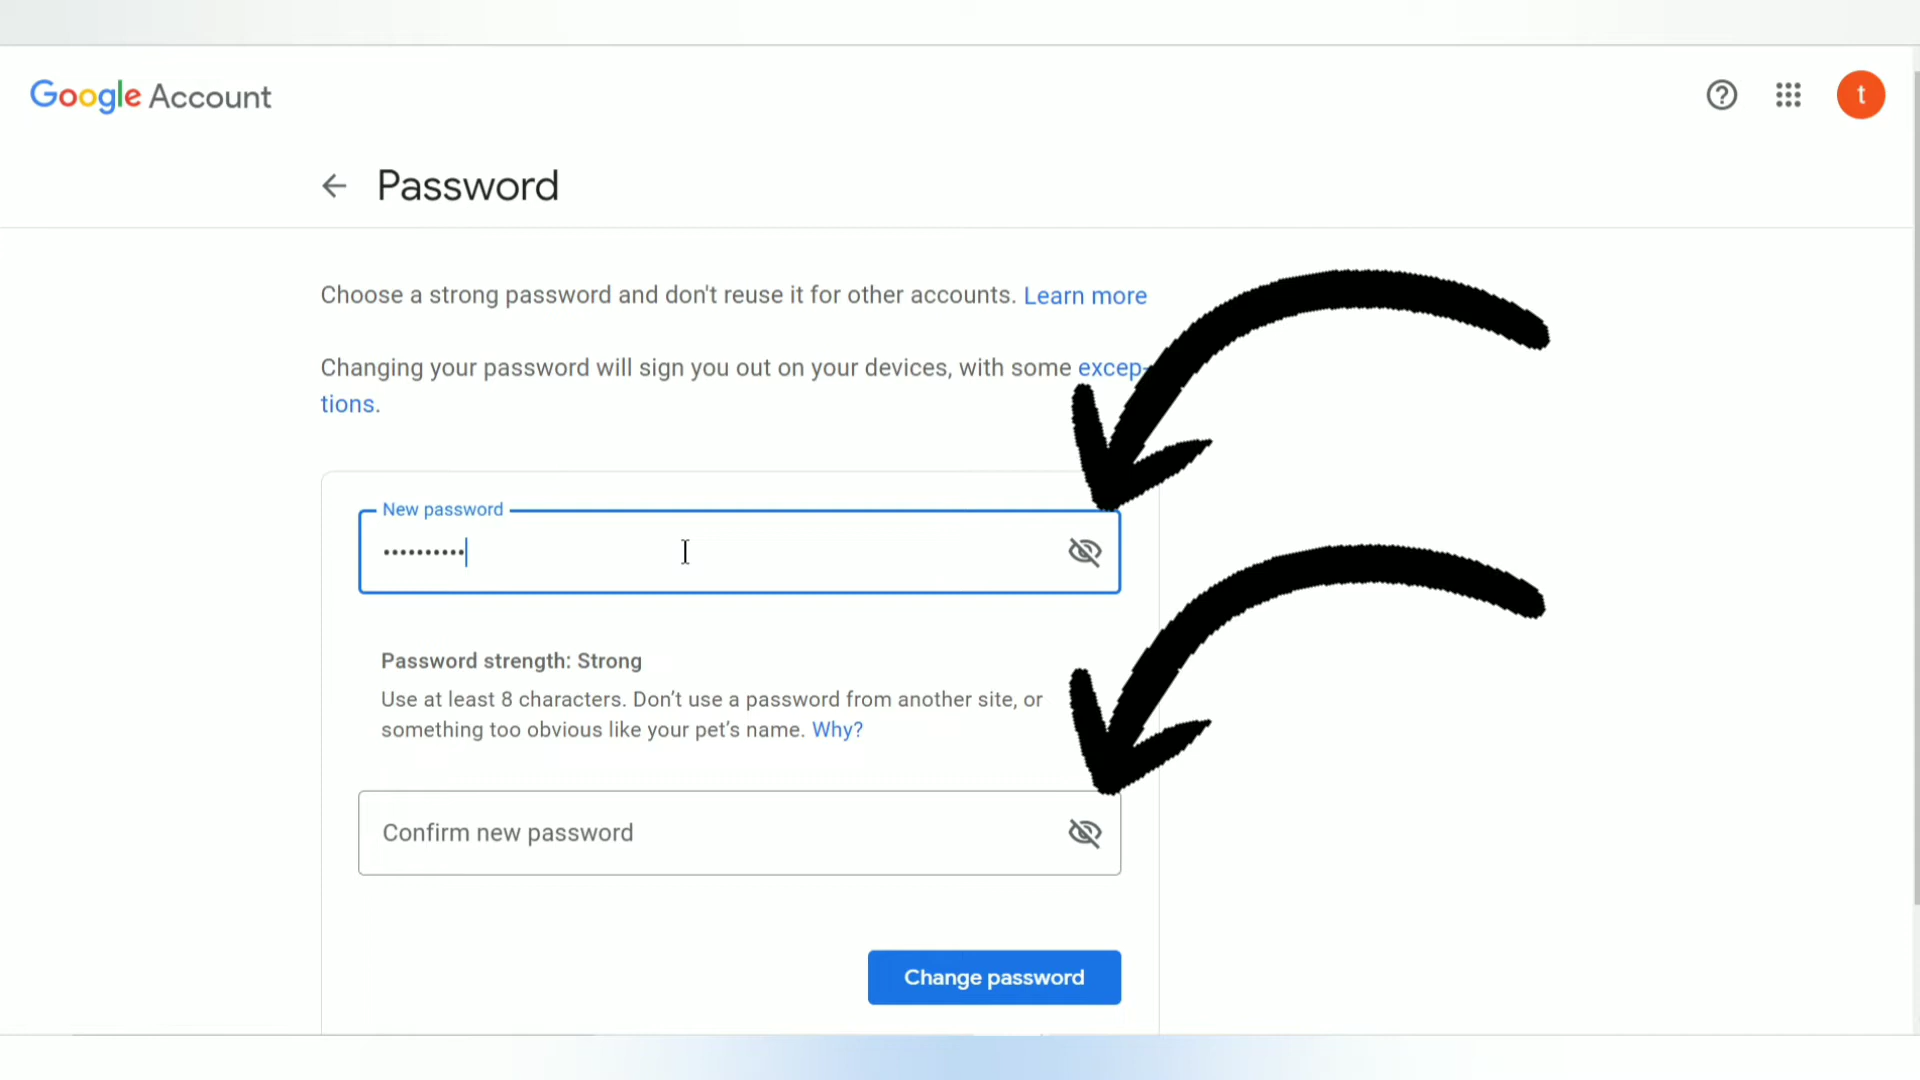 Google Account
t
Password
Choose a strong password and don't reuse it for other accounts. Learn more
Changing your password will sign you out on your devices, with some excep-
tions.
New password
••••••••••
Password strength: Strong
Use at least 8 characters. Don’t use a password from another site, or
something too obvious like your pet’s name. Why?
Confirm new password
Change password